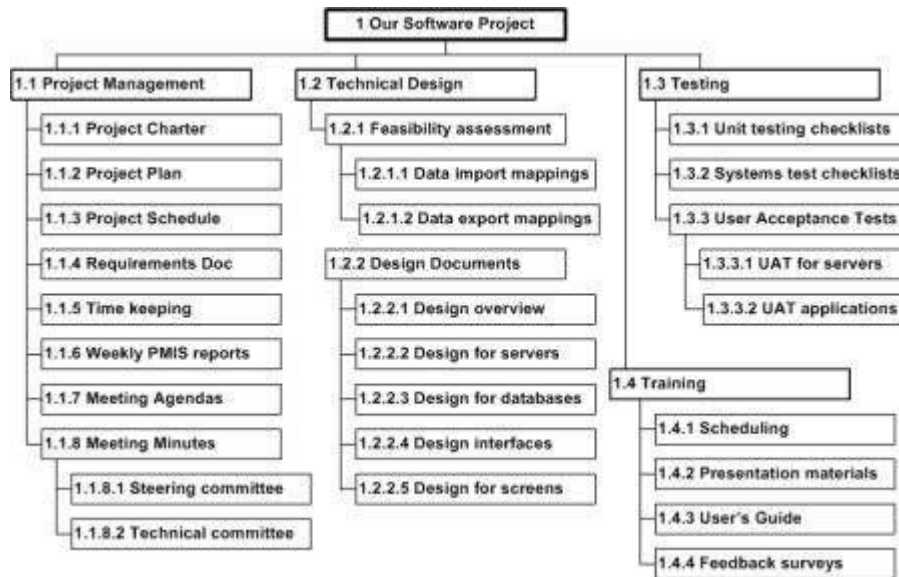 1 Our Software Project
1.1 Project Management
1.1.1 Project Charter
1.1.2 Project Plan
1.1.3 Project Schedule
1.1.4 Requirements Doc
1.1.5 Time keeping
1.1.6 Weekly PMIS reports
1.1.7 Meeting Agendas
1.1.8 Meeting Minutes
1.1.8.1 Steering committee
1.1.8.2 Technical committee
1.2 Technical Design
1.2.1 Feasibility assessment
1.2.1.1 Data import mappings
1.2.1.2 Data export mappings
1.2.2 Design Documents
1.2.2.1 Design overview
1.2.2.2 Design for servers
1.2.2.3 Design for databases
1.2.2.4 Design interfaces
1.2.2.5 Design for screens
1.3 Testing
1.3.1 Unit testing checklists
1.3.2 Systems test checklists
1.3.3 User Acceptance Tests
1.3.3.1 UAT for servers
1.3.3.2 UAT applications
1.4 Training
1.4.1 Scheduling
1.4.2 Presentation materials
1.4.3 User's Guide
1.4.4 Feedback surveys